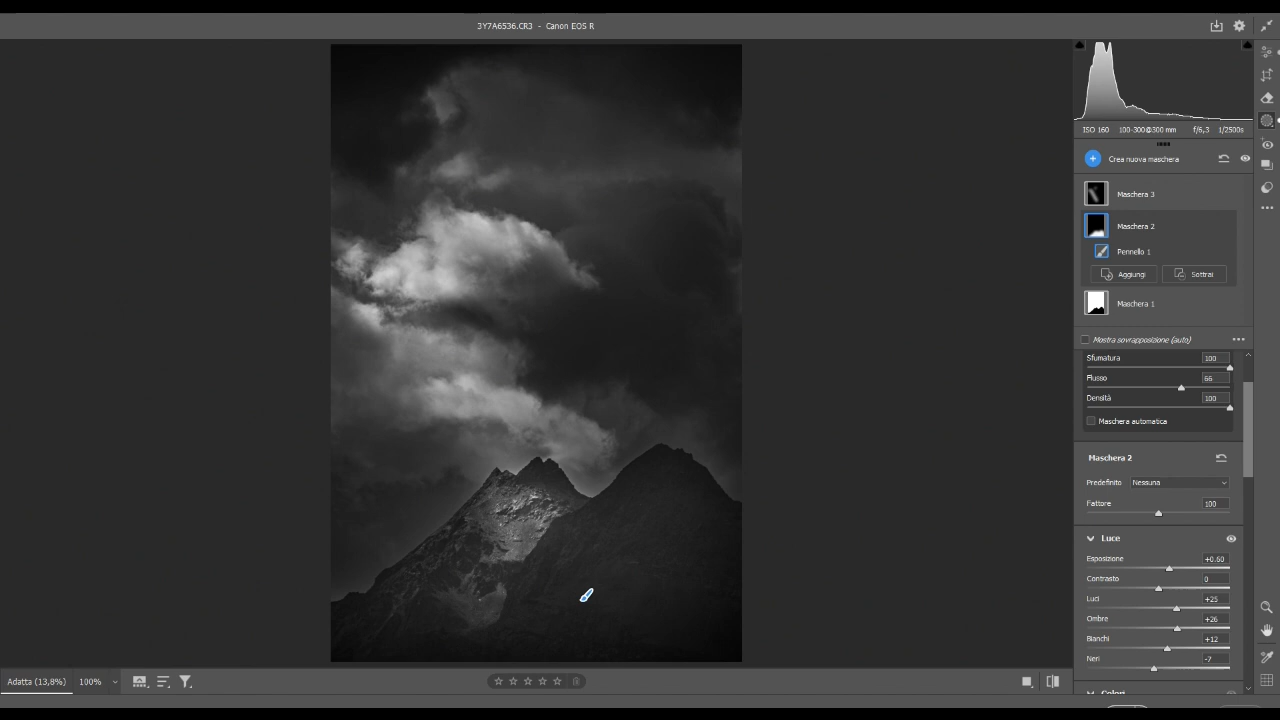 3Y7A6536.CR3 - Canon EOS R
ISO 160 100-300@300 mm f/6,3 1/2500s
Crea nuova maschera
Maschera 3
Maschera 2
Pennello 1
Aggiungi Sottrai
Maschera 1
Mostra sovrapposizione (auto)
Sfumatura 100
Flusso 66
Densità 100
Maschera automatica
Maschera 2
Predefinito Nessuna
Fattore 100
Luce
Esposizione +0.60
Contrasto 0
Luci +25
Ombre +26
Bianchi +12
Neri -7
Colori
Adatta (13,8%) 100%